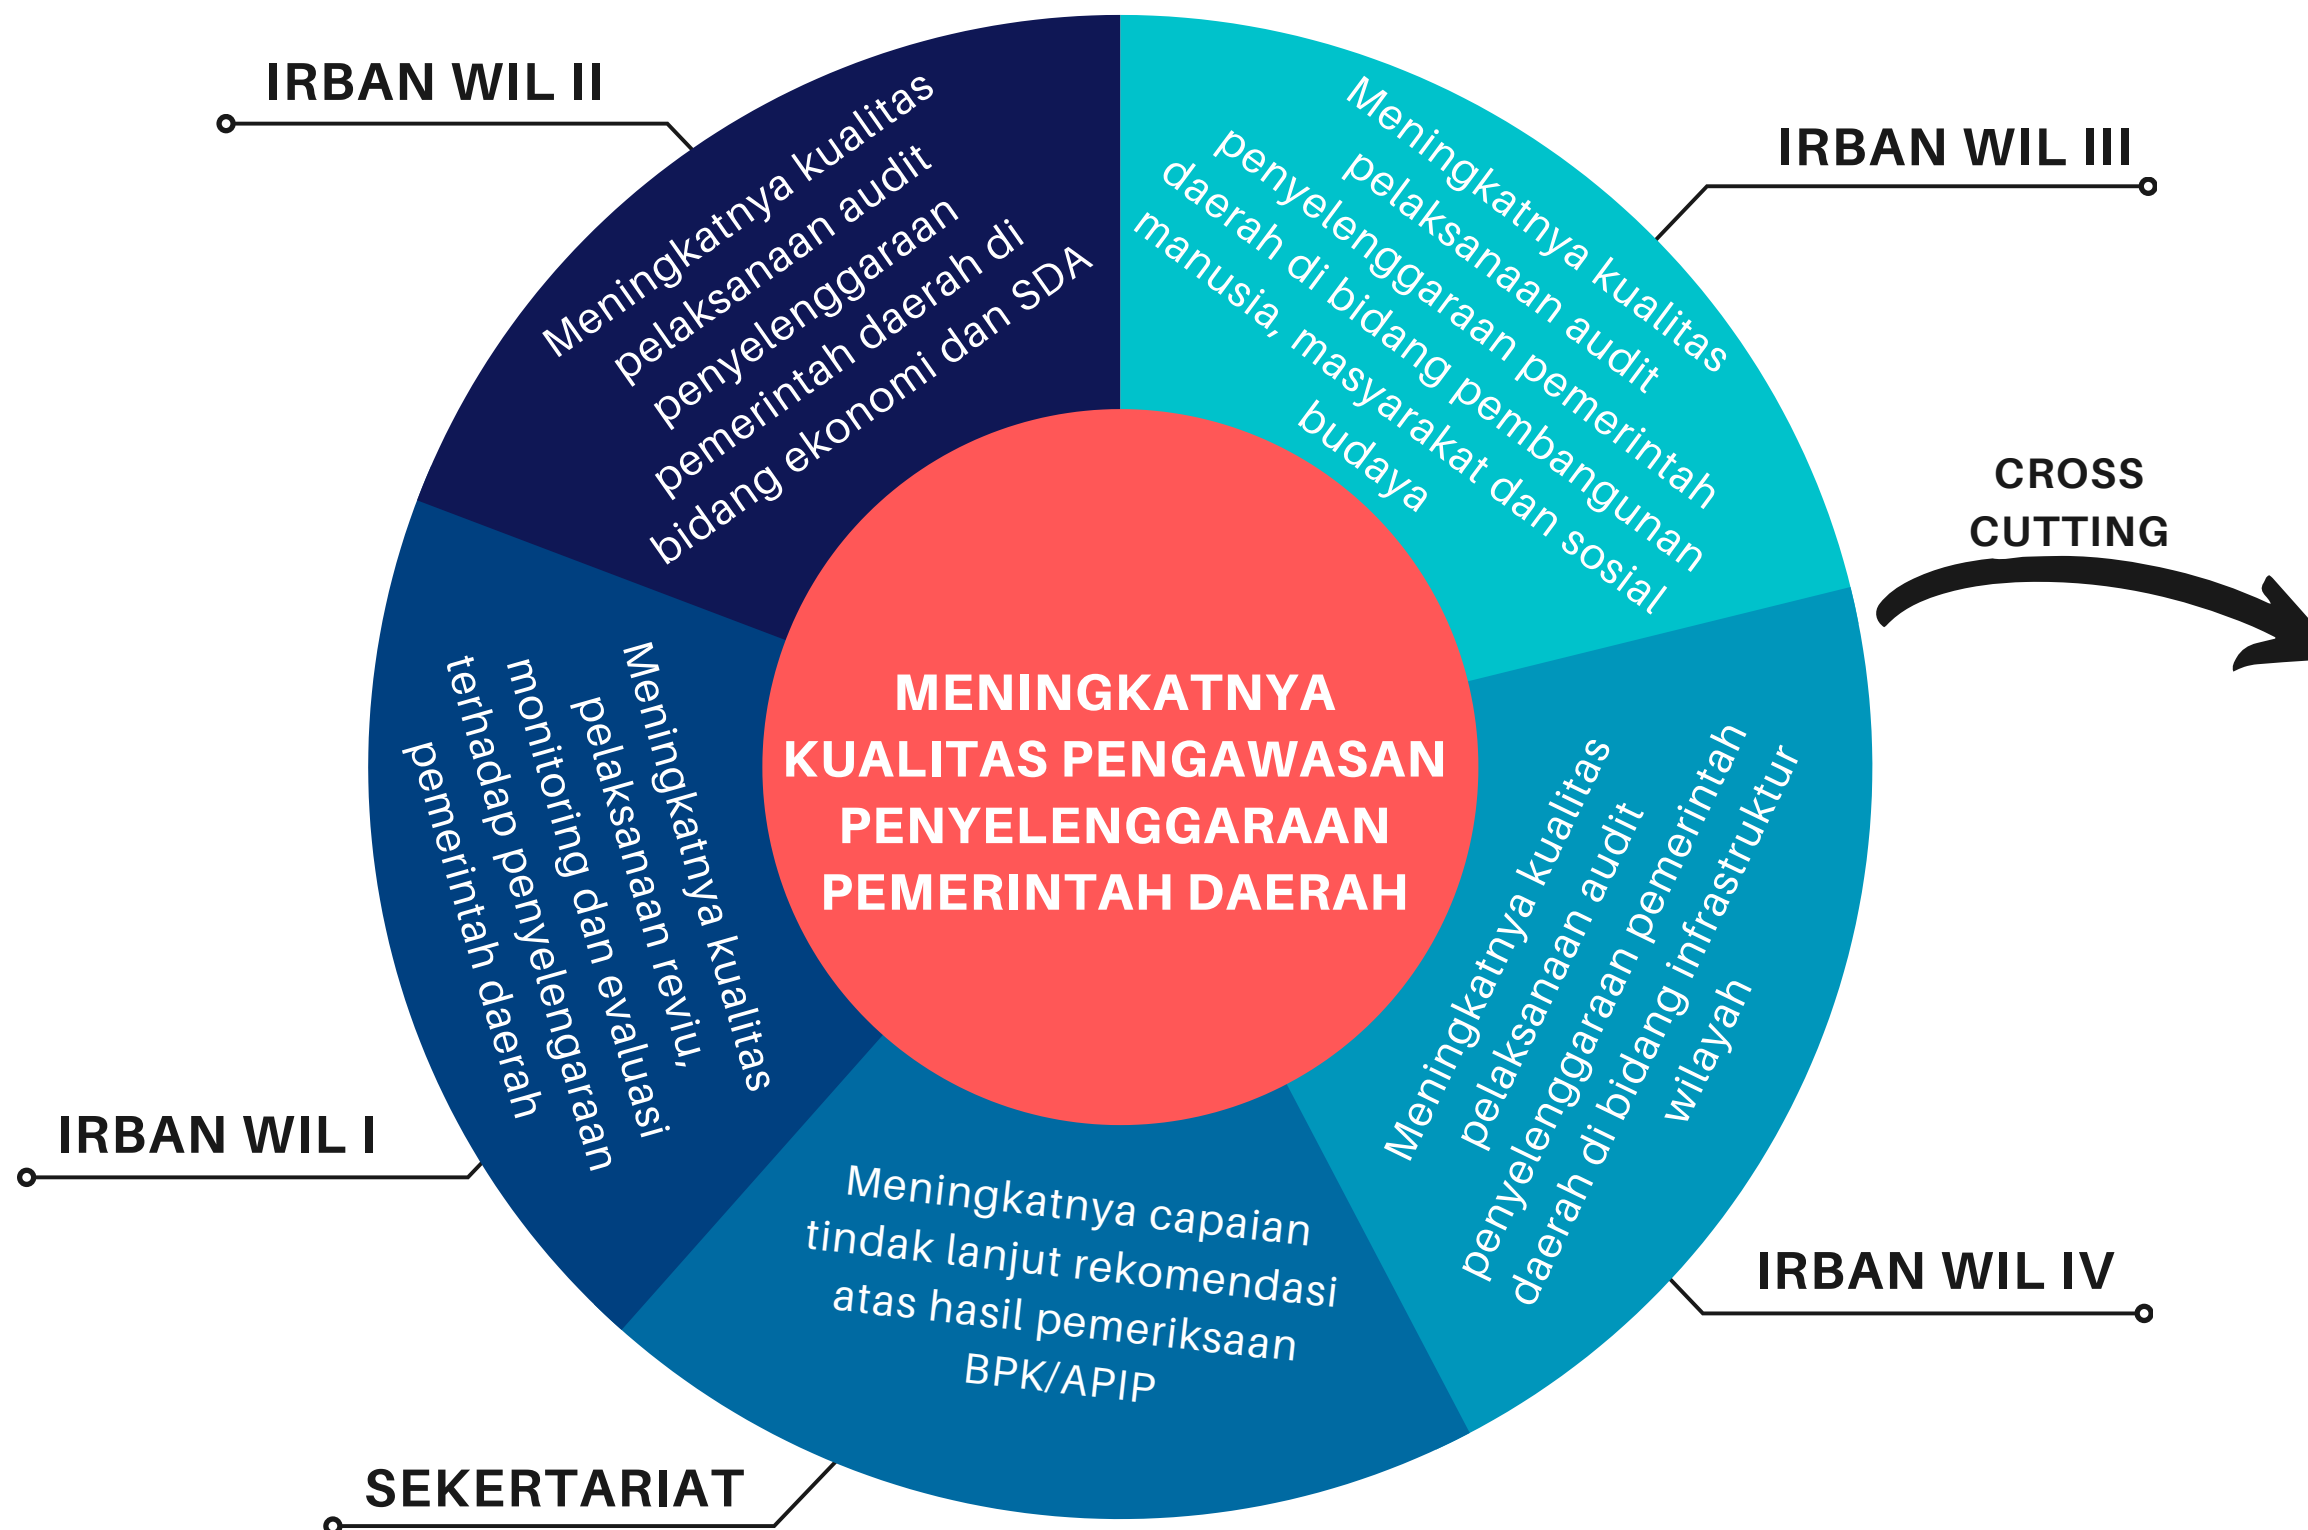 IRBAN WIL II
Meningkatnya kualitas
pelaksanaan audit
penyelenggaraan
pemerintah daerah di
bidang ekonomi dan SDA
IRBAN WIL III
Meningkatnya kualitas
pelaksanaan audit
penyelenggaraan pemerintah
daerah di bidang pembangunan
manusia, masyarakat dan sosial
budaya
CROSS
CUTTING
MENINGKATNYA
KUALITAS PENGAWASAN
PENYELENGGARAAN
PEMERINTAH DAERAH
IRBAN WIL I
Meningkatnya kualitas
pelaksanaan reviu,
monitoring dan evaluasi
terhadap penyelengaraan
pemerintah daerah
IRBAN WIL IV
Meningkatnya kualitas
pelaksanaan audit
penyelenggaraan pemerintah
daerah di bidang infrastruktur
wilayah
SEKERTARIAT
Meningkatnya capaian
tindak lanjut rekomendasi
atas hasil pemeriksaan
BPK/APIP